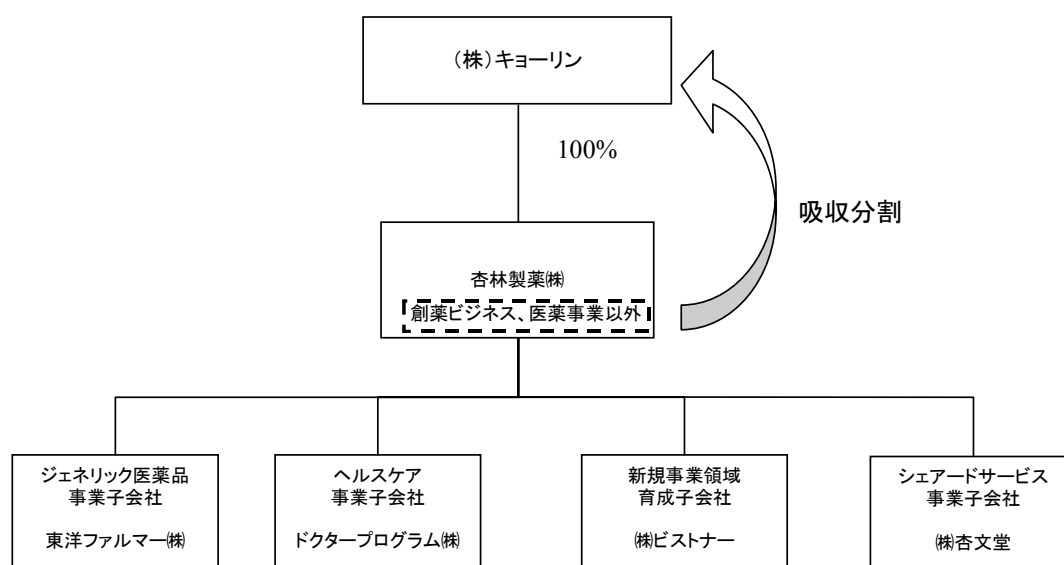 （株）キョーリン
100%
吸収分割
杏林製薬㈱
創薬ビジネス、医薬事業以外
ジェネリック医薬品
事業子会社
東洋ファルマー㈱
ヘルスケア
事業子会社
ドクタープログラム㈱
新規事業領域
育成子会社
㈱ビストナー
シェアードサービス
事業子会社
㈱杏文堂